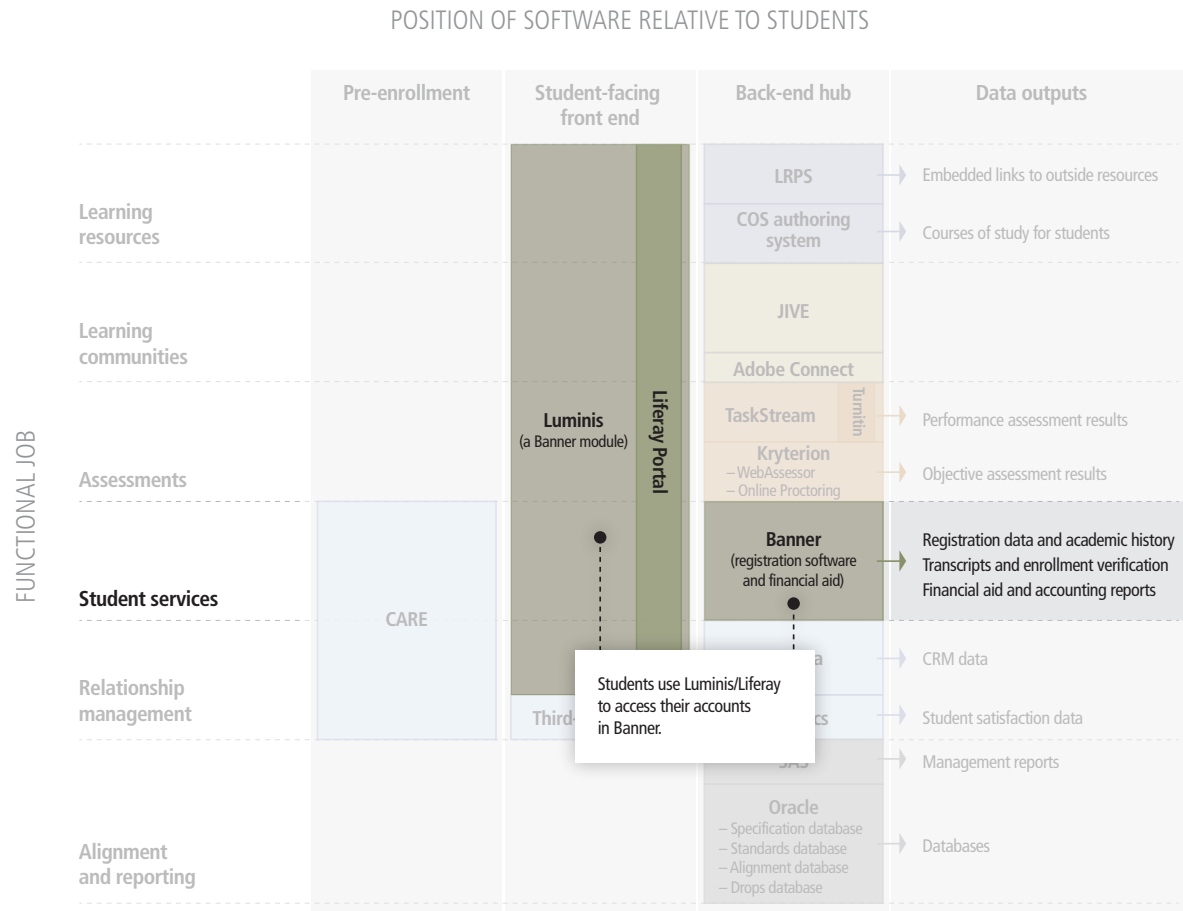 POSITION OF SOFTWARE RELATIVE TO STUDENTS
Pre-enrollment
Student-facing
front end
Back-end hub
Data outputs
FUNCTIONAL JOB
Learning
resources
LRPS
Embedded links to outside resources
COS authoring
system
Courses of study for students
Learning
communities
JIVE
Adobe Connect
Luminis
(a Banner module)
Liferay Portal
Assessments
TaskStream
Turnitin
Performance assessment results
Kryterion
– WebAssessor
– Online Proctoring
Objective assessment results
Student services
CARE
Banner
(registration software
and financial aid)
Registration data and academic history
Transcripts and enrollment verification
Financial aid and accounting reports
Relationship
management
CRM data
Students use Luminis/Liferay
to access their accounts
in Banner.
Student satisfaction data
SAS
Management reports
Alignment
and reporting
Oracle
– Specification database
– Standards database
– Alignment database
– Drops database
Databases